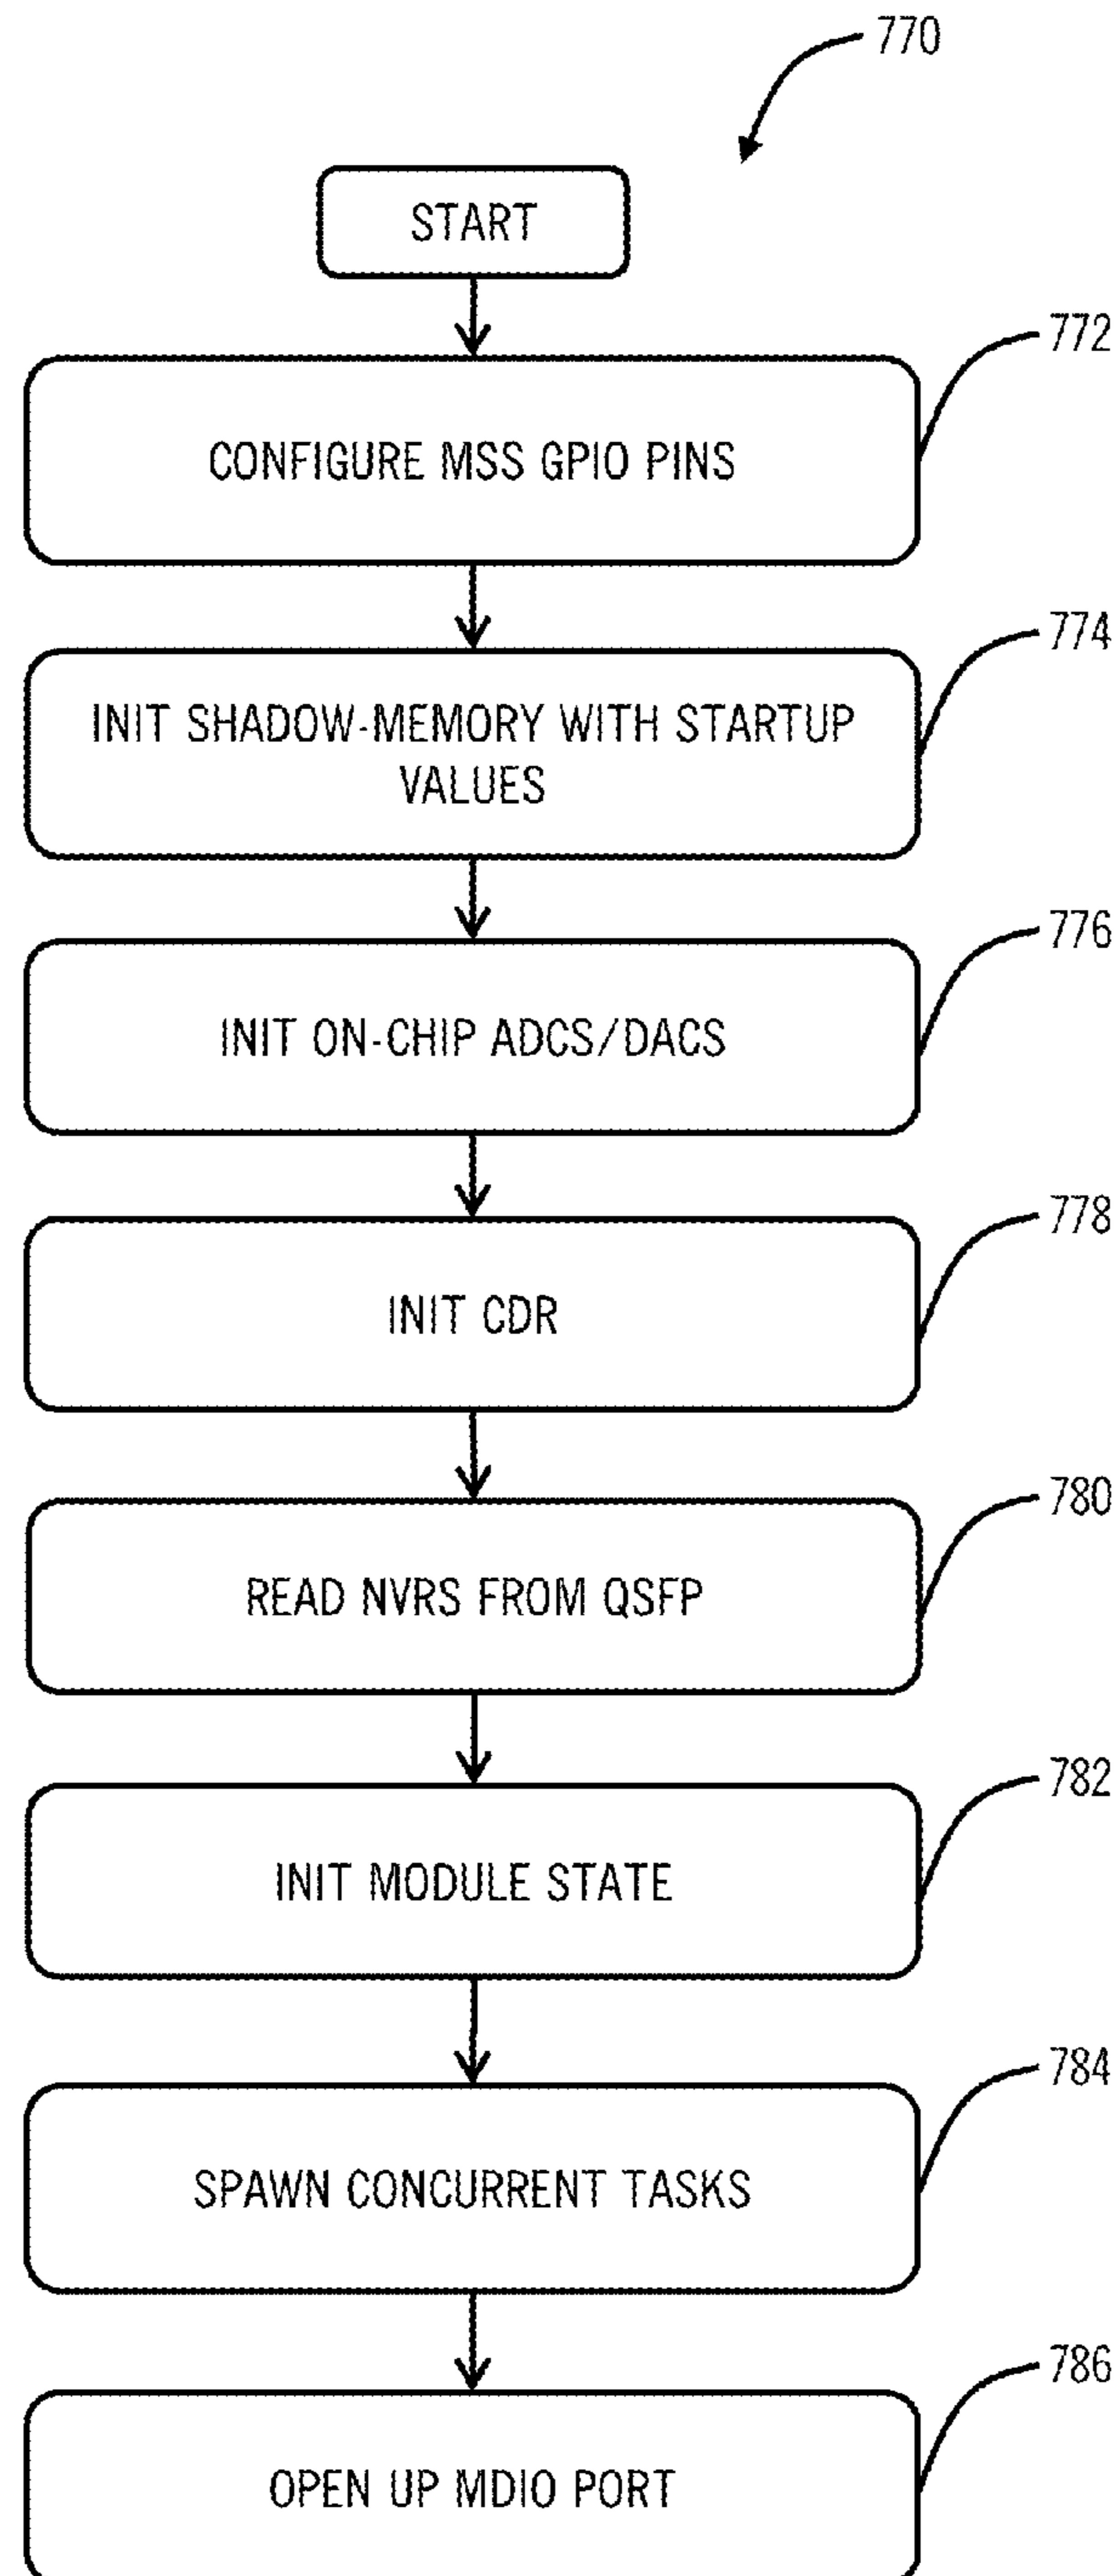 770
START
772
CONFIGURE MSS GPIO PINS
774
INIT SHADOW-MEMORY WITH STARTUP
VALUES
776
INIT ON-CHIP ADCS/DACS
778
INIT CDR
780
READ NVRS FROM QSFP
782
INIT MODULE STATE
784
SPAWN CONCURRENT TASKS
786
OPEN UP MDIO PORT